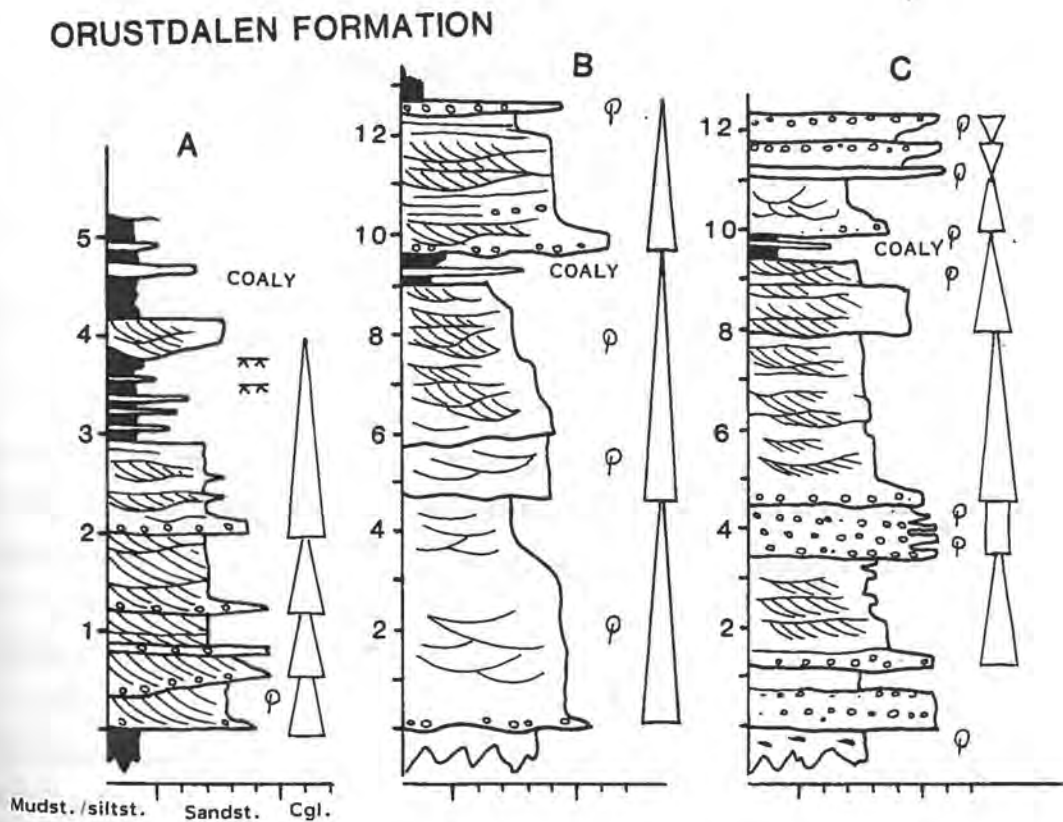 ORUSTDALEN FORMATION
A
B
C
5
4
3
2
1
COALY
12
10
8
6
4
2
COALY
12
10
8
6
4
2
COALY
Mudst./siltst. Sandst. Cgl.